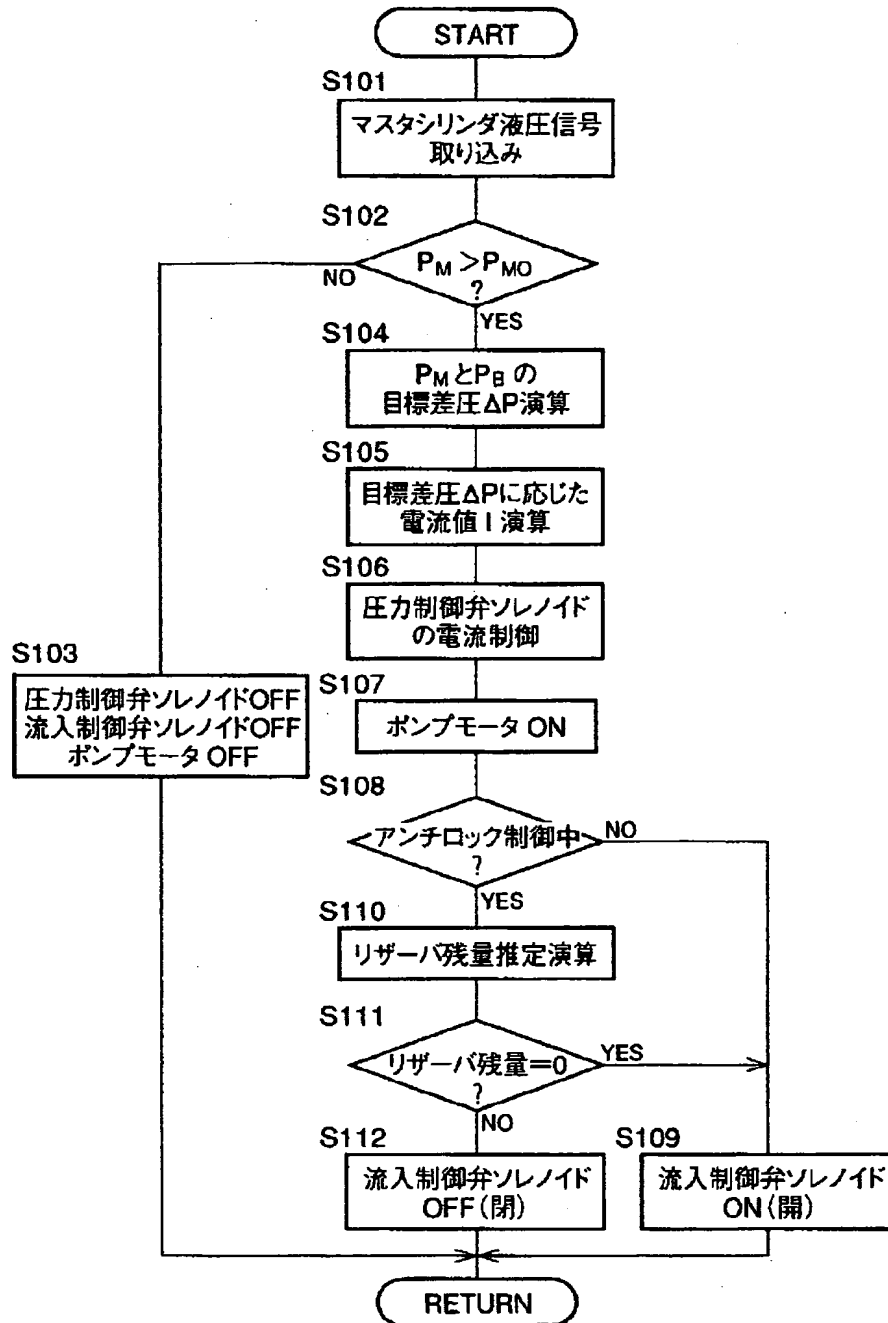 START
S101
マスタシリンダ液圧信号
取り込み
S102
PM＞PMO
?
NO
YES
S104
PMとPBの
目標差圧ΔP演算
S105
目標差圧ΔPに応じた
電流値I演算
S106
圧力制御弁ソレノイド
の電流制御
S103
圧力制御弁ソレノイドOFF
流入制御弁ソレノイドOFF
ポンプモータOFF
S107
ポンプモータON
S108
アンチロック制御中
?
NO
YES
S110
リザーバ残量推定演算
S111
リザーバ残量=0
?
YES
NO
S112
流入制御弁ソレノイド
OFF(閉)
S109
流入制御弁ソレノイド
ON(開)
RETURN